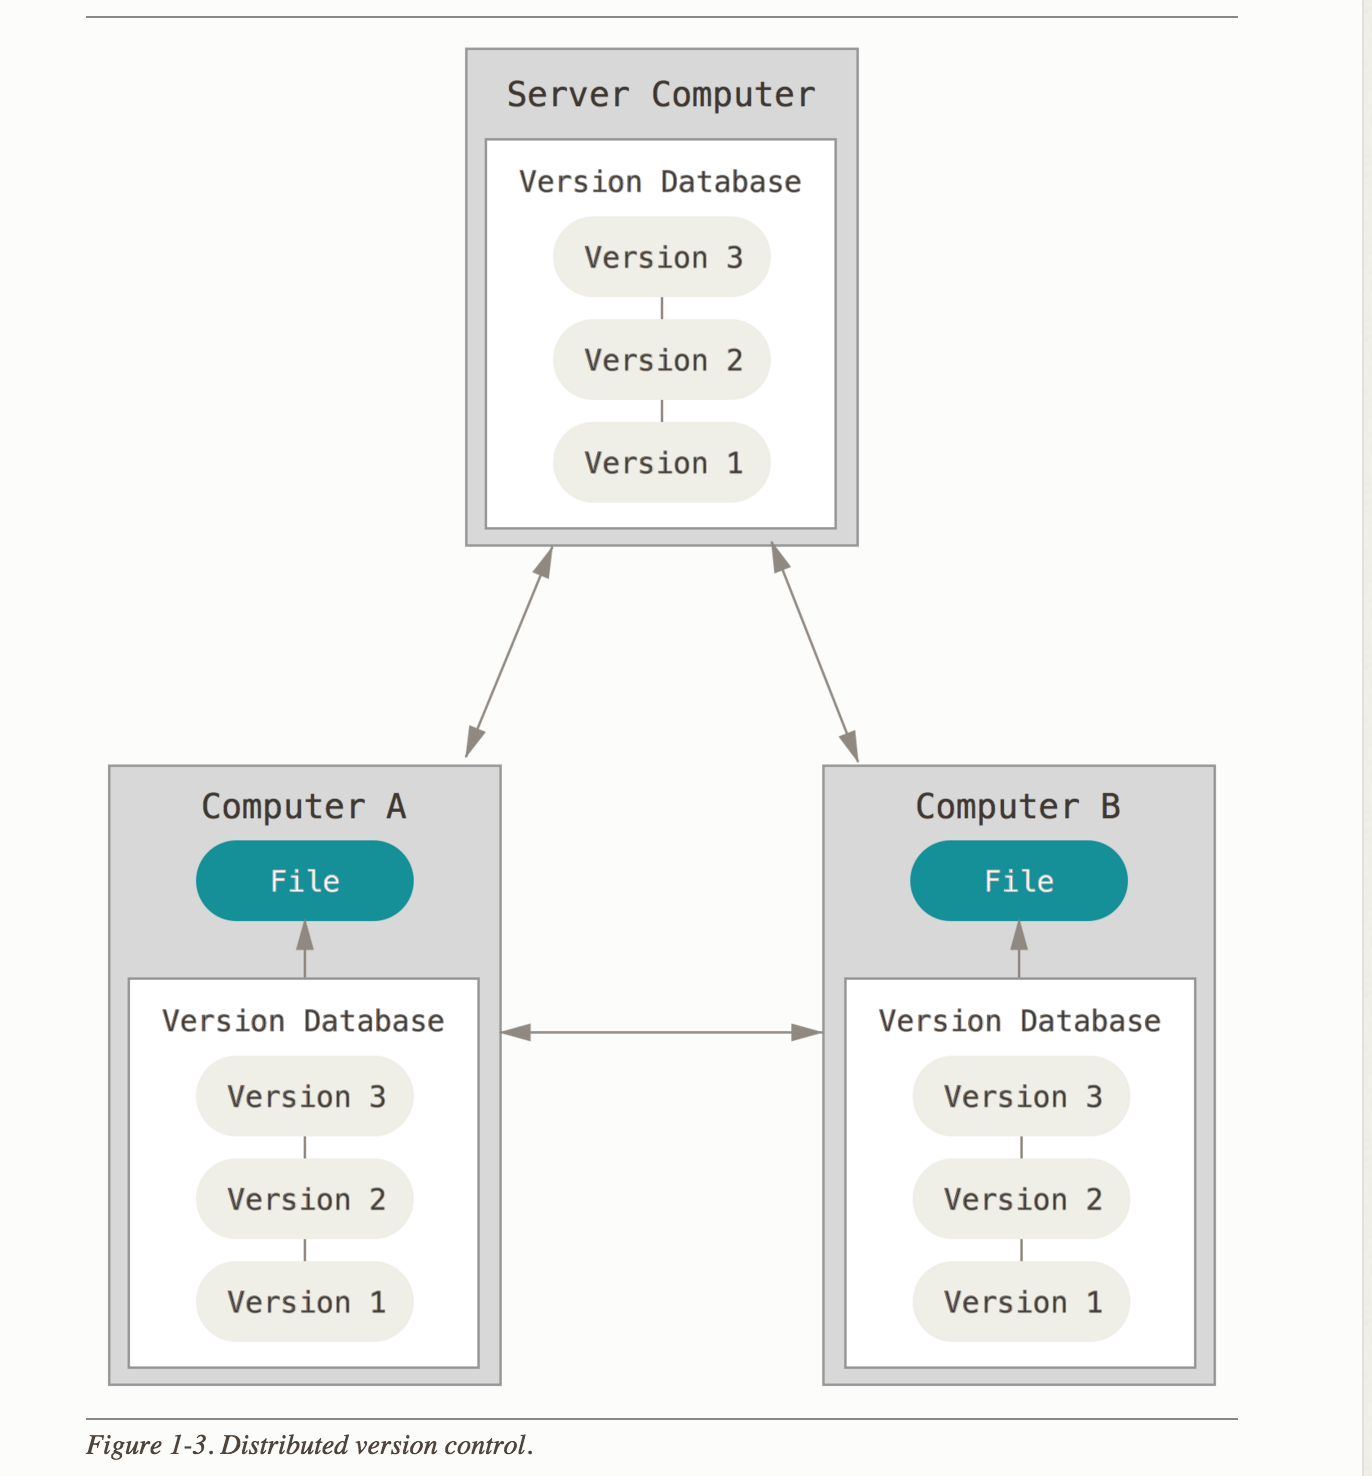 Server Computer
Version Database
Version 3
Version 2
Version 1
Computer A
File
Version Database
Version 3
Version 2
Version 1
Computer B
File
Version Database
Version 3
Version 2
Version 1
Figure 1-3. Distributed version control.